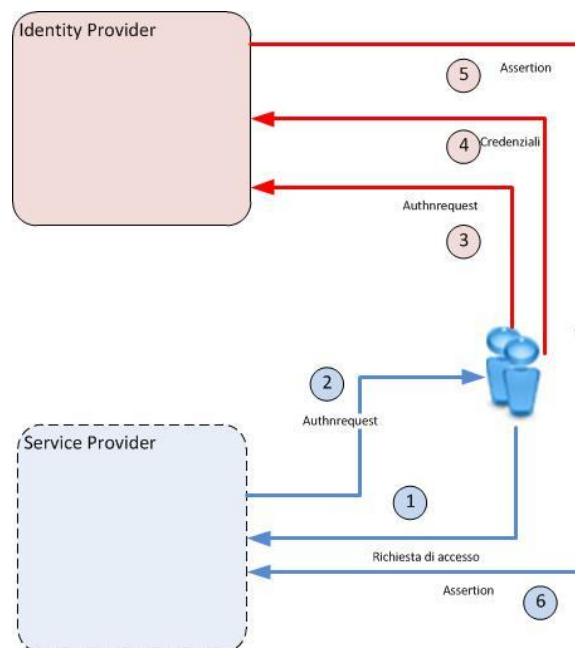 Identity Provider
5
Assertion
4
Credenziali
Authnrequest
3
2
Authnrequest
Service Provider
1
Richiesta di accesso
Assertion
6